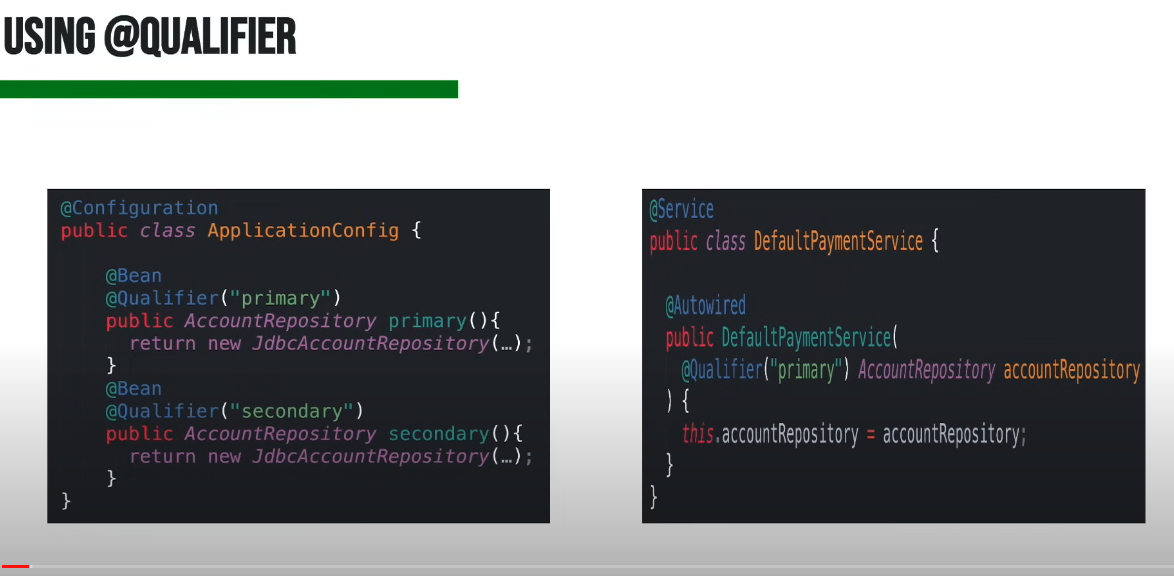 USING @QUALIFIER
@Configuration
public class ApplicationConfig {
@Bean
@Qualifier("primary")
public AccountRepository primary(){
return new JdbcAccountRepository(…);
}
@Bean
@Qualifier("secondary")
public AccountRepository secondary(){
return new JdbcAccountRepository(…);
}
}
@Service
public class DefaultPaymentService {
@Autowired
public DefaultPaymentService(
@Qualifier("primary") AccountRepository accountRepository
) {
this.accountRepository = accountRepository;
}
}